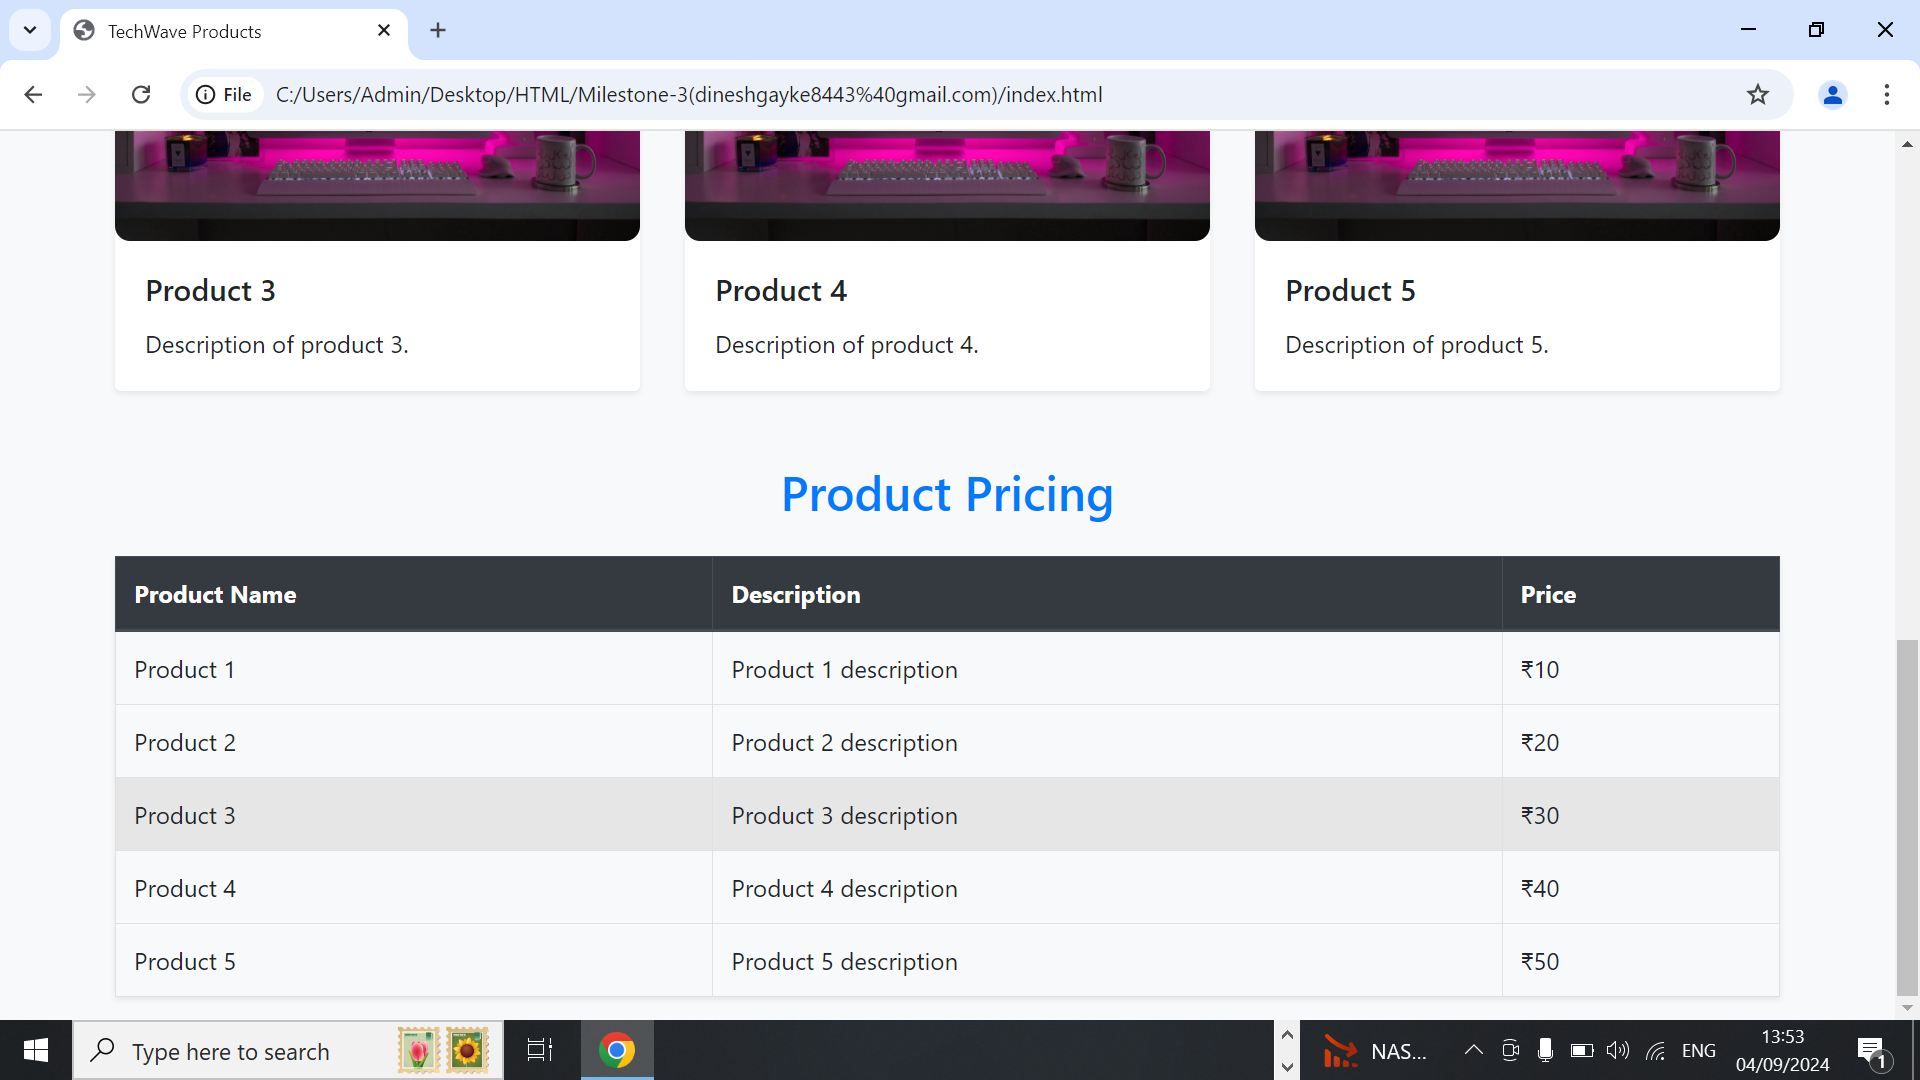 TechWave Products
File C:/Users/Admin/Desktop/HTML/Milestone-3(dineshgayke8443%40gmail.com)/index.html
Product 3 Product 4 Product 5
Description of product 3. Description of product 4. Description of product 5.
Product Pricing
Product Name Description Price
Product 1 Product 1 description ₹10
Product 2 Product 2 description ₹20
Product 3 Product 3 description ₹30
Product 4 Product 4 description ₹40
Product 5 Product 5 description ₹50
Type here to search NAS... ENG 13:53 1
04/09/2024